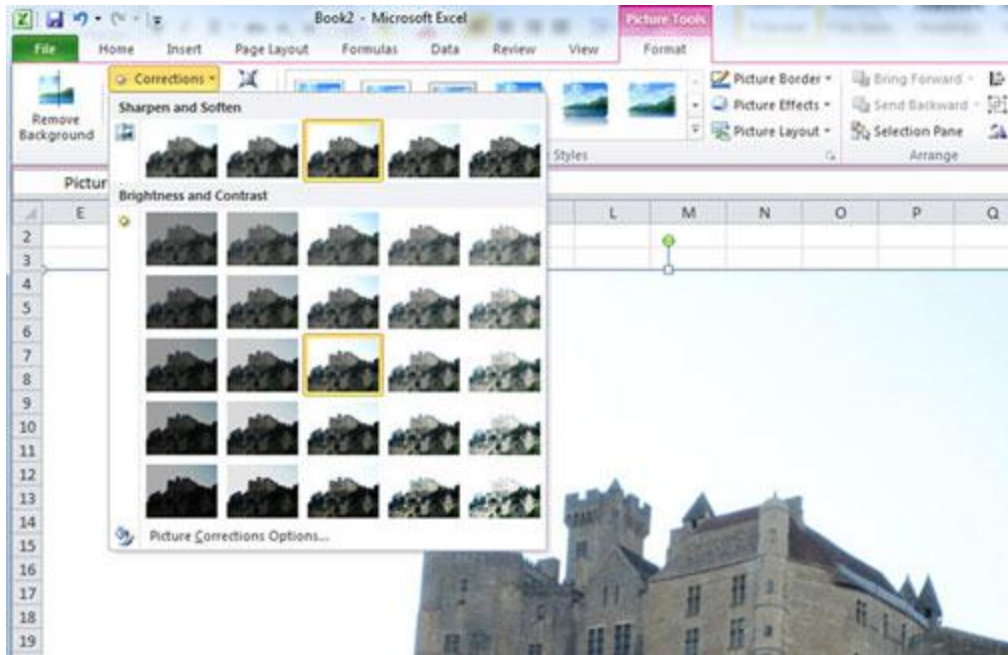 Book2 - Microsoft Excel
Picture Tools
File Home Insert Page Layout Formulas Data Review View Format
Remove Background
Corrections
Picture Border
Picture Effects
Picture Layout
Bring Forward
Send Backward
Selection Pane
Styles
Arrange
Sharpen and Soften
Brightness and Contrast
Picture Corrections Options...
Pictur
E L M N O P Q
2
3
4
5
6
7
8
9
10
11
12
13
14
15
16
17
18
19